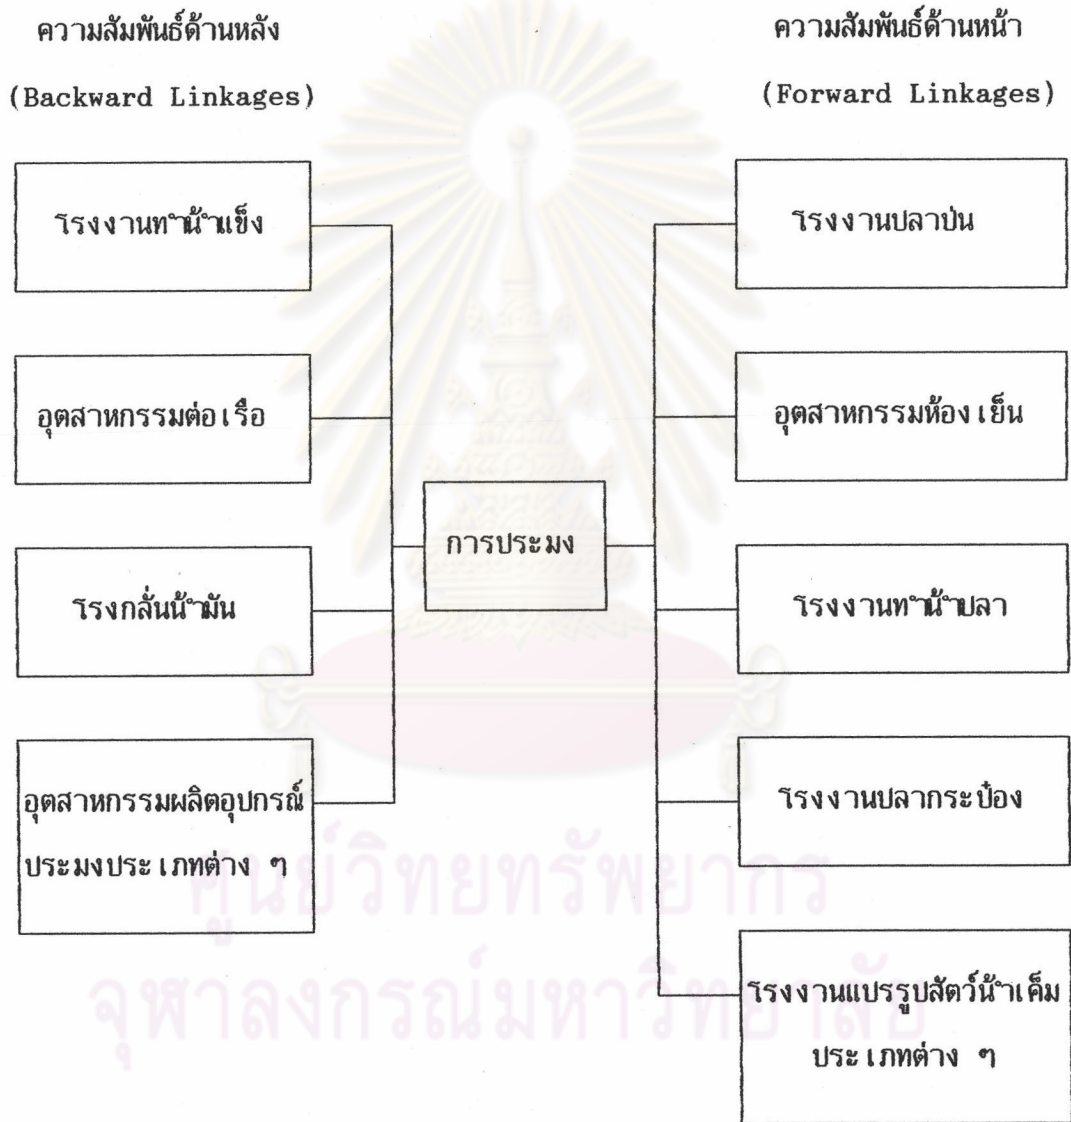 ความสัมพันธ์ด้านหลัง
(Backward Linkages)
โรงงานทำน้ำแข็ง
อุตสาหกรรมต่อเรือ
โรงกลั่นน้ำมัน
อุตสาหกรรมผลิตอุปกรณ์
ประมงประเภทต่าง ๆ
การประมง
ความสัมพันธ์ด้านหน้า
(Forward Linkages)
โรงงานปลาป่น
อุตสาหกรรมห้องเย็น
โรงงานทำน้ำปลา
โรงงานปลากระป๋อง
โรงงานแปรรูปสัตว์น้ำเค็ม
ประเภทต่าง ๆ
ศูนย์วิทยทรัพยากร
จุฬาลงกรณ์มหาวิทยาลัย